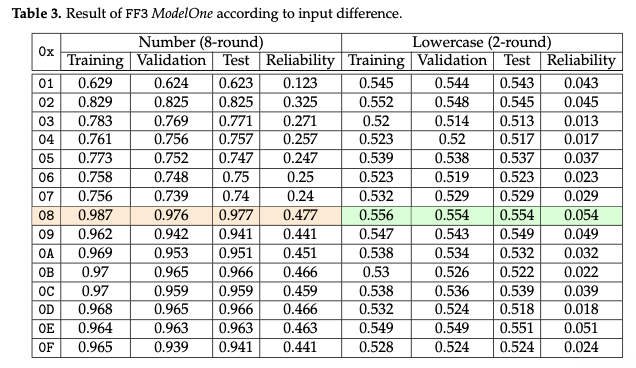 Table 3. Result of FF3 ModelOne according to input difference.
0x Number (8-round) Lowercase (2-round)
Training Validation Test Reliability Training Validation Test Reliability
01 0.629 0.624 0.623 0.123 0.545 0.544 0.543 0.043
02 0.829 0.825 0.825 0.325 0.552 0.548 0.545 0.045
03 0.783 0.769 0.771 0.271 0.52 0.514 0.513 0.013
04 0.761 0.756 0.757 0.257 0.523 0.52 0.517 0.017
05 0.773 0.752 0.747 0.247 0.539 0.538 0.537 0.037
06 0.758 0.748 0.75 0.25 0.523 0.519 0.523 0.023
07 0.756 0.739 0.74 0.24 0.532 0.529 0.529 0.029
08 0.987 0.976 0.977 0.477 0.556 0.554 0.554 0.054
09 0.962 0.942 0.941 0.441 0.547 0.543 0.549 0.049
0A 0.969 0.953 0.951 0.451 0.538 0.534 0.532 0.032
0B 0.97 0.965 0.966 0.466 0.53 0.526 0.522 0.022
0C 0.97 0.959 0.959 0.459 0.538 0.536 0.539 0.039
0D 0.968 0.965 0.966 0.466 0.532 0.524 0.518 0.018
0E 0.964 0.963 0.963 0.463 0.549 0.549 0.551 0.051
0F 0.965 0.939 0.941 0.441 0.528 0.524 0.524 0.024